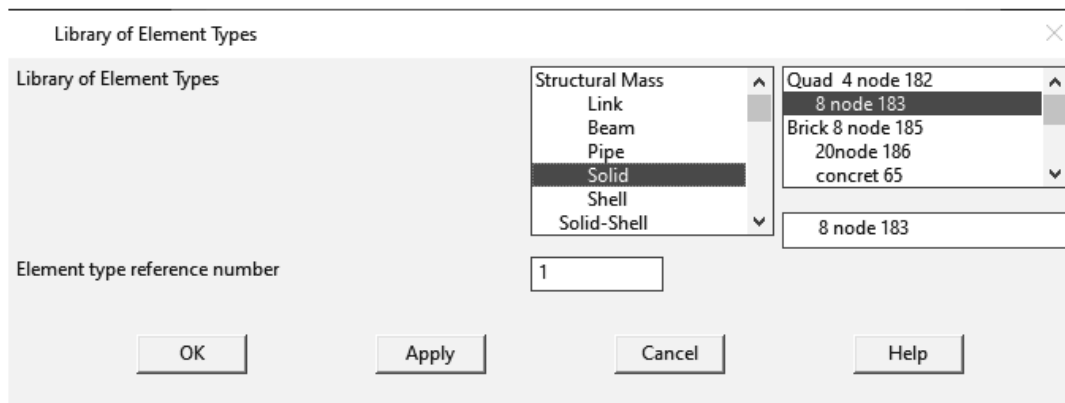 Library of Element Types
Library of Element Types
Structural Mass
Link
Beam
Pipe
Solid
Shell
Solid-Shell
Quad 4 node 182
8 node 183
Brick 8 node 185
20node 186
concret 65
8 node 183
Element type reference number
1
OK
Apply
Cancel
Help